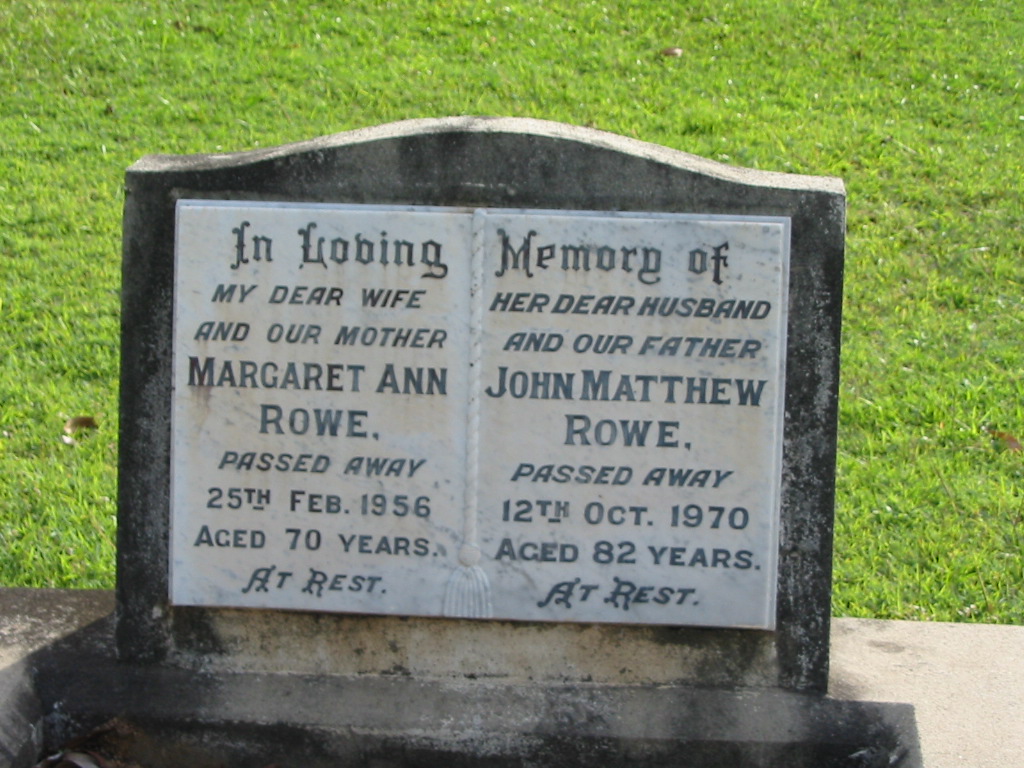 In Loving Memory of
MY DEAR WIFE
AND OUR MOTHER
MARGARET ANN
ROWE,
PASSED AWAY
25TH FEB. 1956
AGED 70 YEARS.
AT REST.
HER DEAR HUSBAND
AND OUR FATHER
JOHN MATTHEW
ROWE,
PASSED AWAY
12TH OCT. 1970
AGED 82 YEARS.
AT REST.